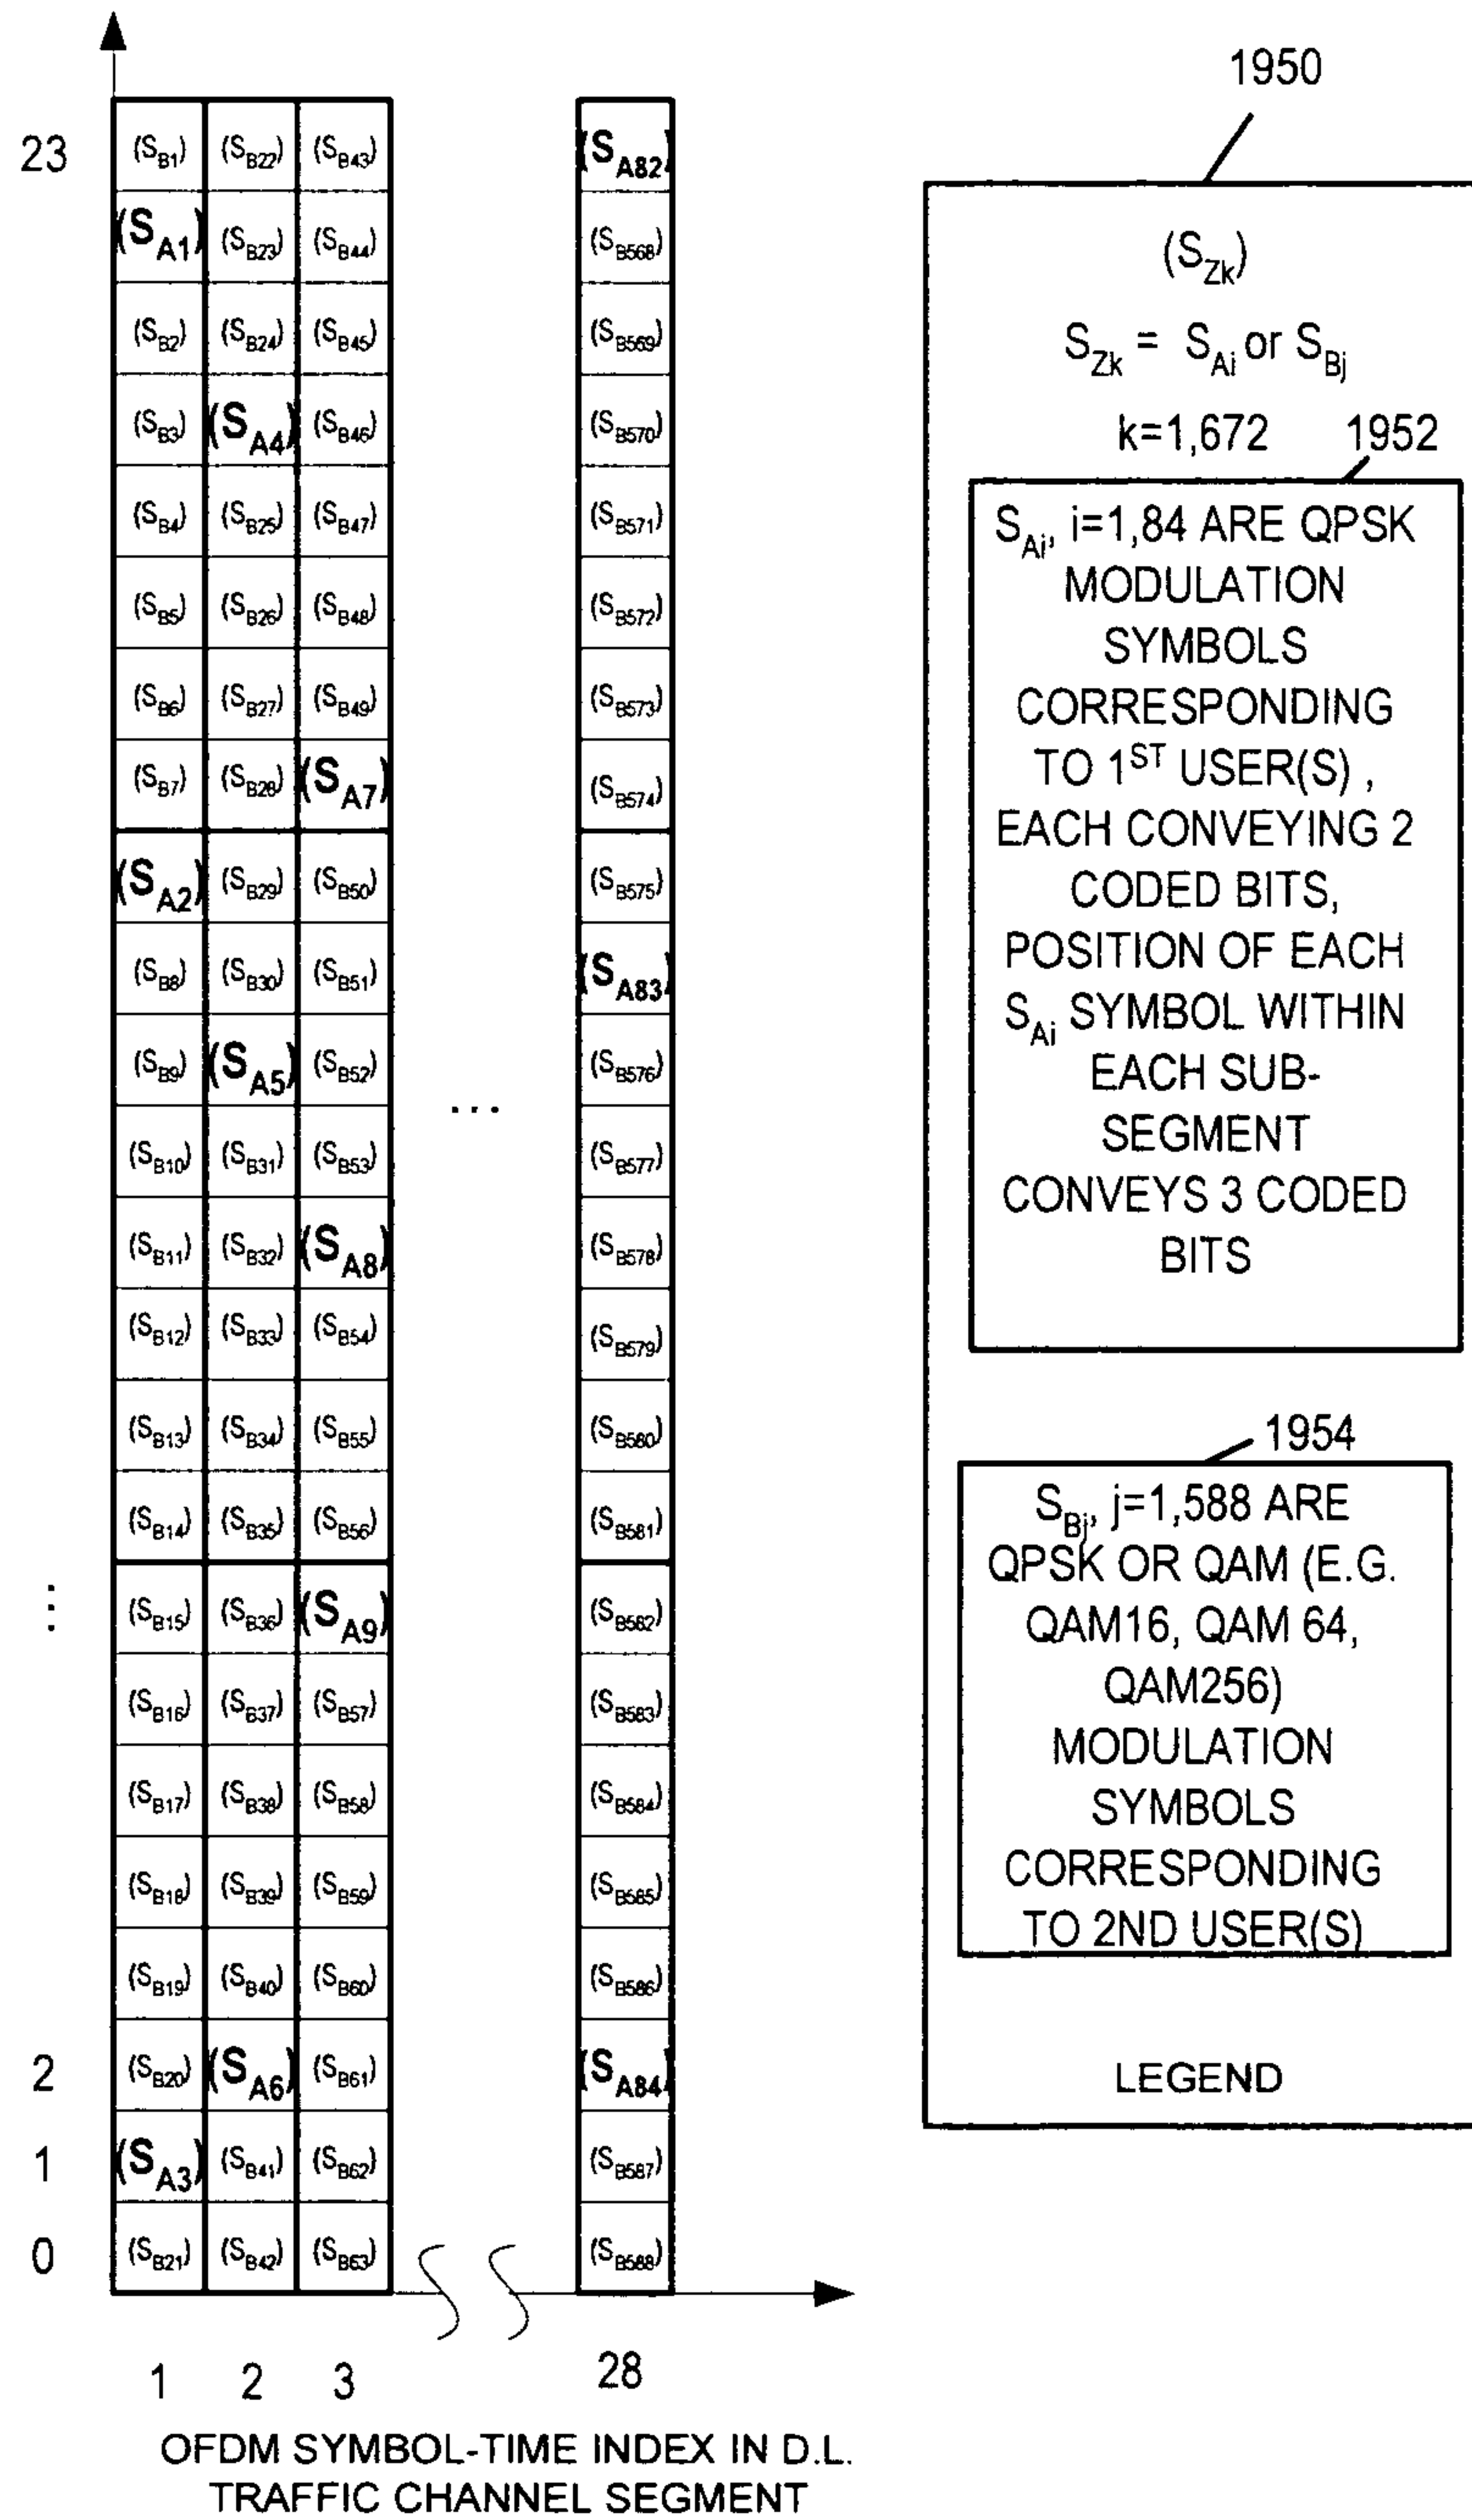 23 (SB1) (SB22) (SB43) (SA82)
(SA1) (SB23) (SB44) (SB568)
(SB2) (SB24) (SB45) (SB569)
(SB3) (SA4) (SB46) (SB570)
(SB4) (SB25) (SB47) (SB571)
(SB5) (SB26) (SB48) (SB572)
(SB6) (SB27) (SB49) (SB573)
(SB7) (SB28) (SA7) (SB574)
(SA2) (SB29) (SB50) (SB575)
(SB8) (SB30) (SB51) (SA83)
(SB9) (SA5) (SB52) (SB576)
...
(SB10) (SB31) (SB53) (SB577)
(SB11) (SB32) (SA8) (SB578)
(SB12) (SB33) (SB54) (SB579)
(SB13) (SB34) (SB55) (SB580)
(SB14) (SB35) (SB56) (SB581)
⋮ (SB15) (SB36) (SA9) (SB582)
(SB16) (SB37) (SB57) (SB583)
(SB17) (SB38) (SB58) (SB584)
(SB18) (SB39) (SB59) (SB585)
(SB19) (SB40) (SB60) (SB586)
2 (SB20) (SA6) (SB61) (SA84)
1 (SA3) (SB41) (SB62) (SB587)
0 (SB21) (SB42) (SB63) (SB588)
1 2 3 28
OFDM SYMBOL-TIME INDEX IN D.L.
TRAFFIC CHANNEL SEGMENT
1950
(SZk)
SZk = SAi or SBj
k=1,672 1952
SAi, i=1,84 ARE QPSK
MODULATION
SYMBOLS
CORRESPONDING
TO 1ST USER(S) ,
EACH CONVEYING 2
CODED BITS,
POSITION OF EACH
SAi SYMBOL WITHIN
EACH SUB-
SEGMENT
CONVEYS 3 CODED
BITS
1954
SBj, j=1,588 ARE
QPSK OR QAM (E.G.
QAM16, QAM 64,
QAM256)
MODULATION
SYMBOLS
CORRESPONDING
TO 2ND USER(S)
LEGEND